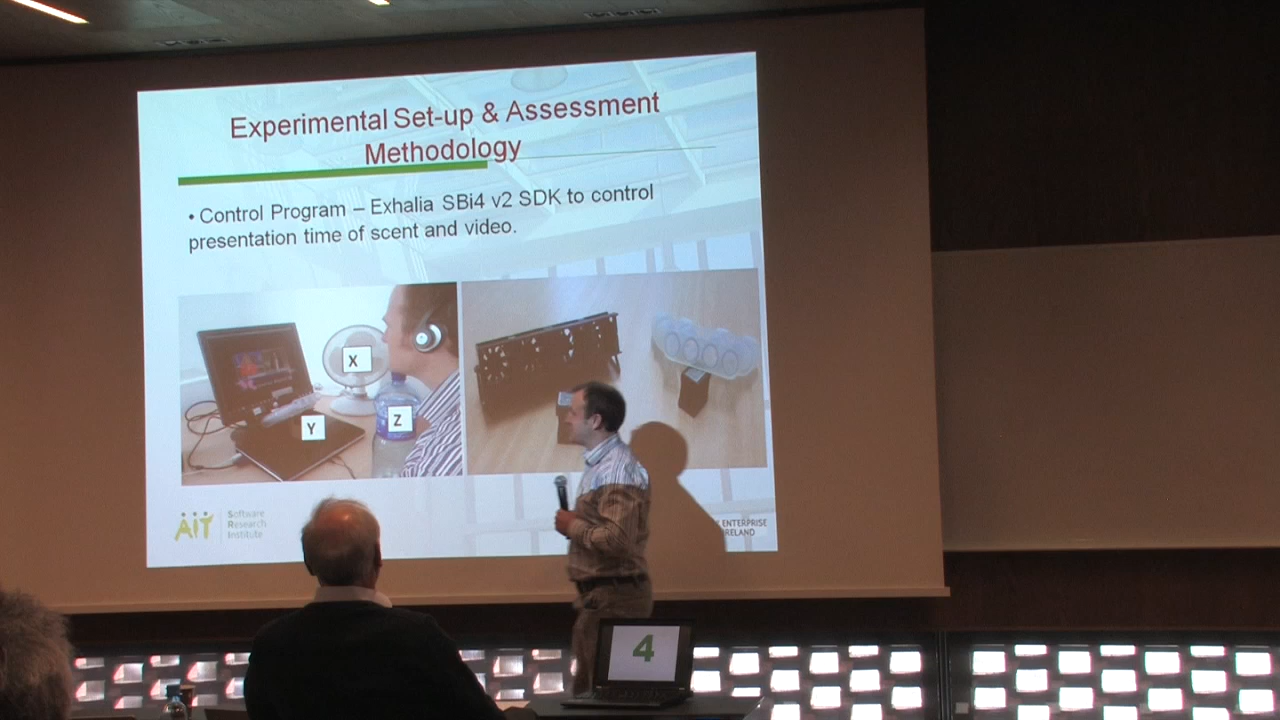 Experimental Set-up & Assessment
Methodology
• Control Program – Exhalia SBi4 v2 SDK to control
presentation time of scent and video.
X
Y
Z
AIT
Software
Research
Institute
ENTERPRISE
IRELAND
4